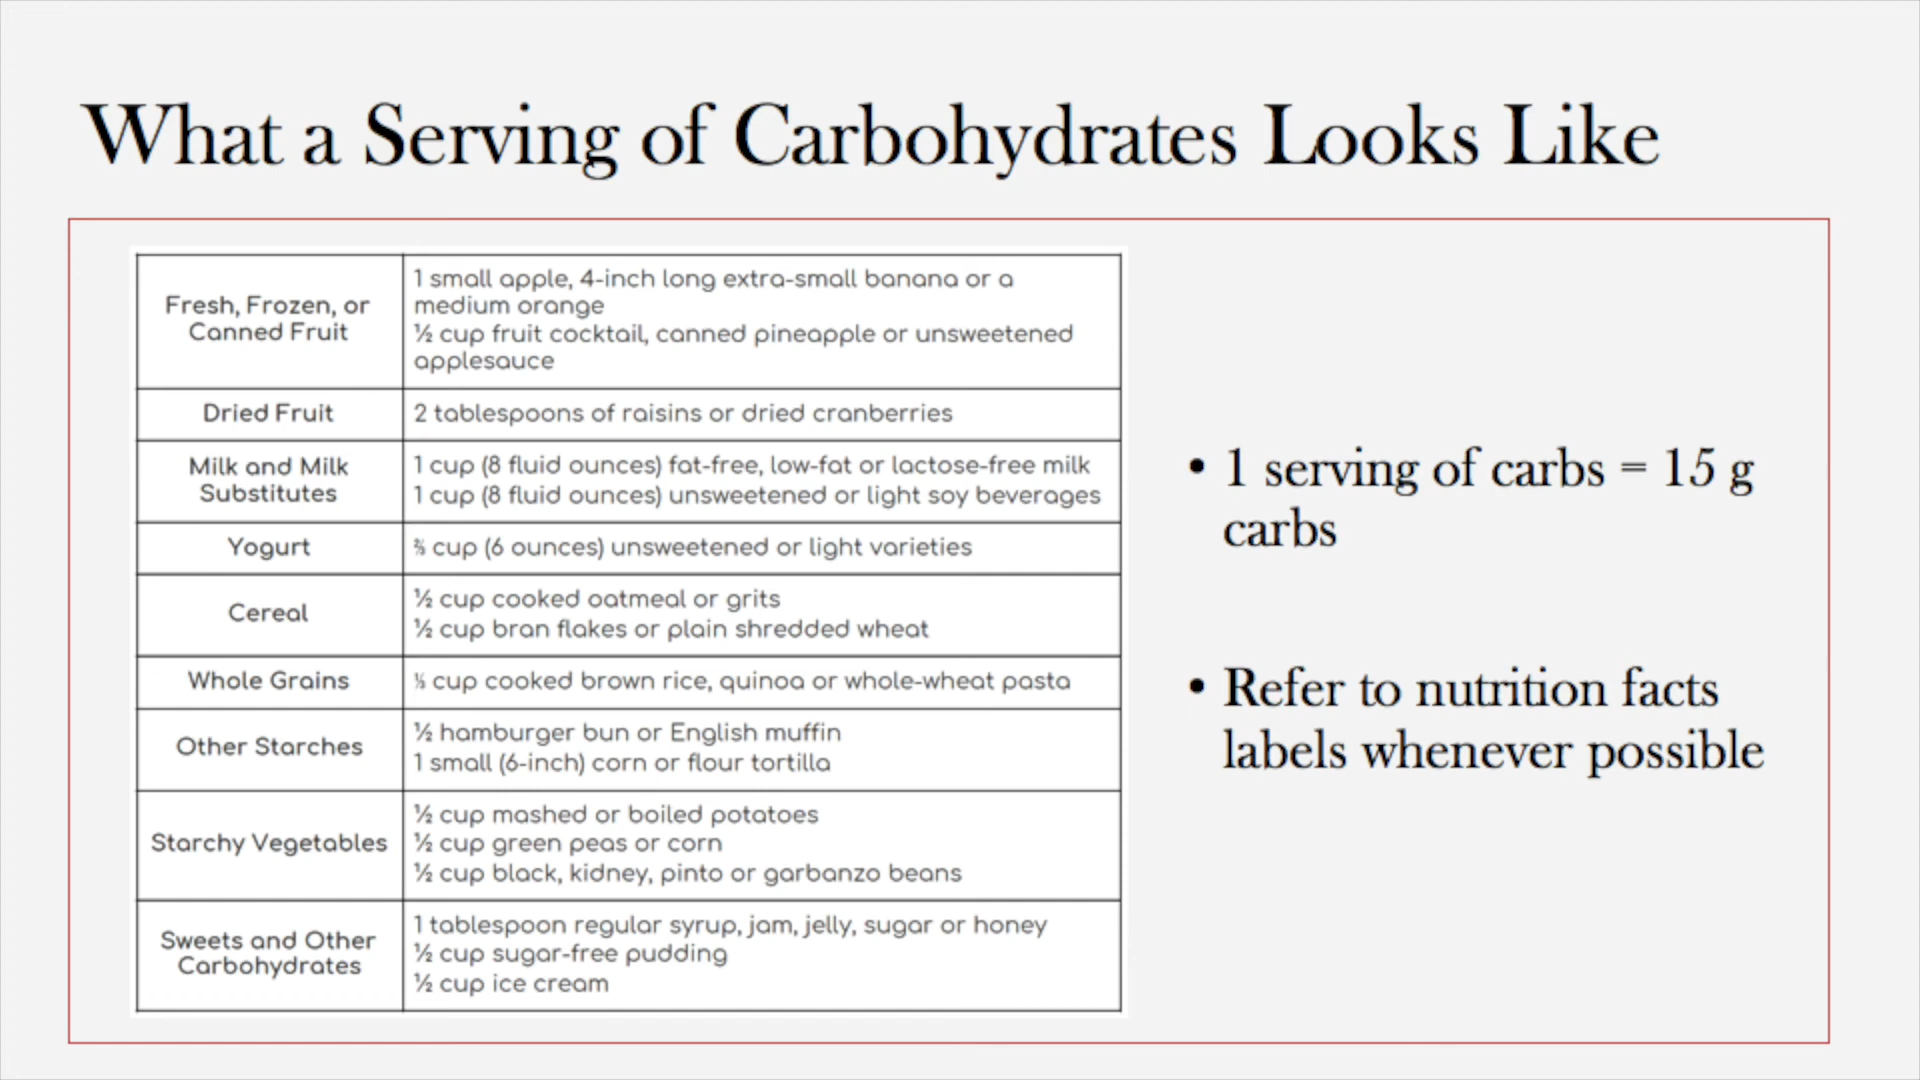 What a Serving of Carbohydrates Looks Like
Fresh, Frozen, or
Canned Fruit
1 small apple, 4-inch long extra-small banana or a
medium orange
½ cup fruit cocktail, canned pineapple or unsweetened
applesauce
Dried Fruit
2 tablespoons of raisins or dried cranberries
Milk and Milk
Substitutes
1 cup (8 fluid ounces) fat-free, low-fat or lactose-free milk
1 cup (8 fluid ounces) unsweetened or light soy beverages
Yogurt
⅔ cup (6 ounces) unsweetened or light varieties
Cereal
½ cup cooked oatmeal or grits
½ cup bran flakes or plain shredded wheat
Whole Grains
⅓ cup cooked brown rice, quinoa or whole-wheat pasta
Other Starches
½ hamburger bun or English muffin
1 small (6-inch) corn or flour tortilla
Starchy Vegetables
½ cup mashed or boiled potatoes
½ cup green peas or corn
½ cup black, kidney, pinto or garbanzo beans
Sweets and Other
Carbohydrates
1 tablespoon regular syrup, jam, jelly, sugar or honey
½ cup sugar-free pudding
½ cup ice cream
• 1 serving of carbs = 15 g
carbs
• Refer to nutrition facts
labels whenever possible